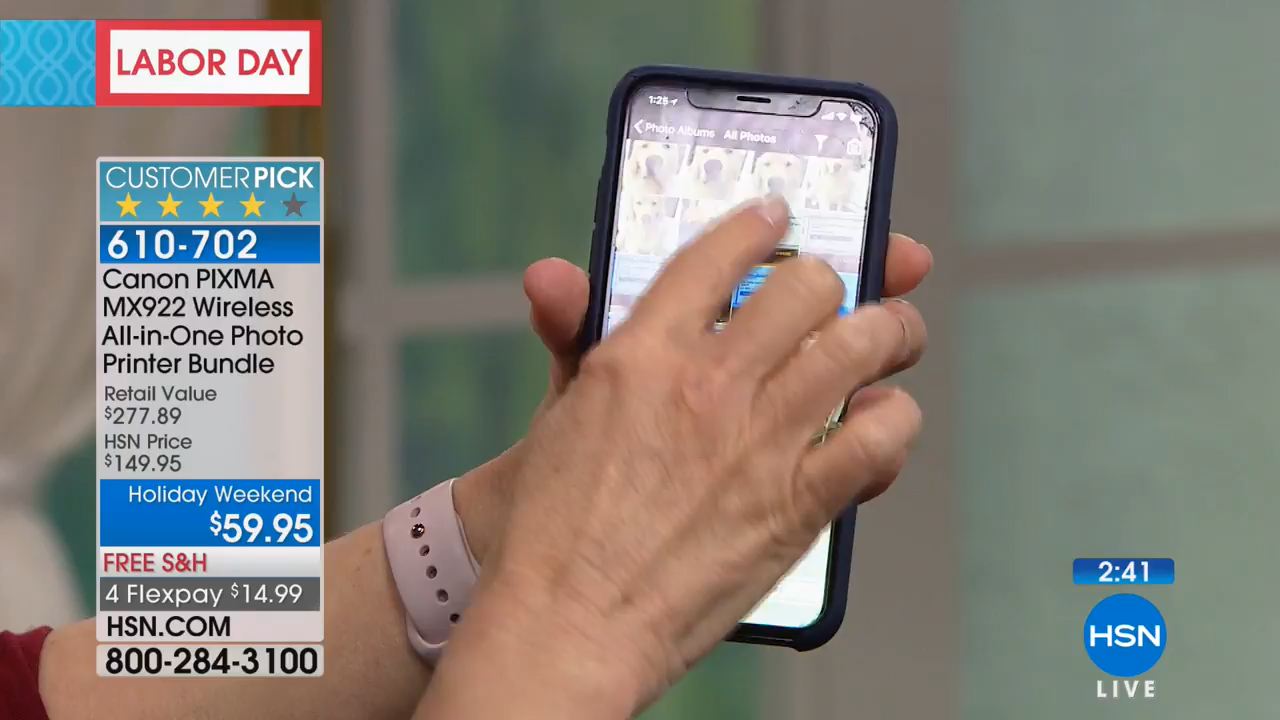 LABOR DAY
CUSTOMER PICK
610-702
Canon PIXMA
MX922 Wireless
All-in-One Photo
Printer Bundle
Retail Value
$277.89
HSN Price
$149.95
Holiday Weekend
$59.95
FREE S&H
4 Flexpay $14.99
HSN.COM
800-284-3100
1:25
Photo Albums All Photos
2:41
HSN
LIVE